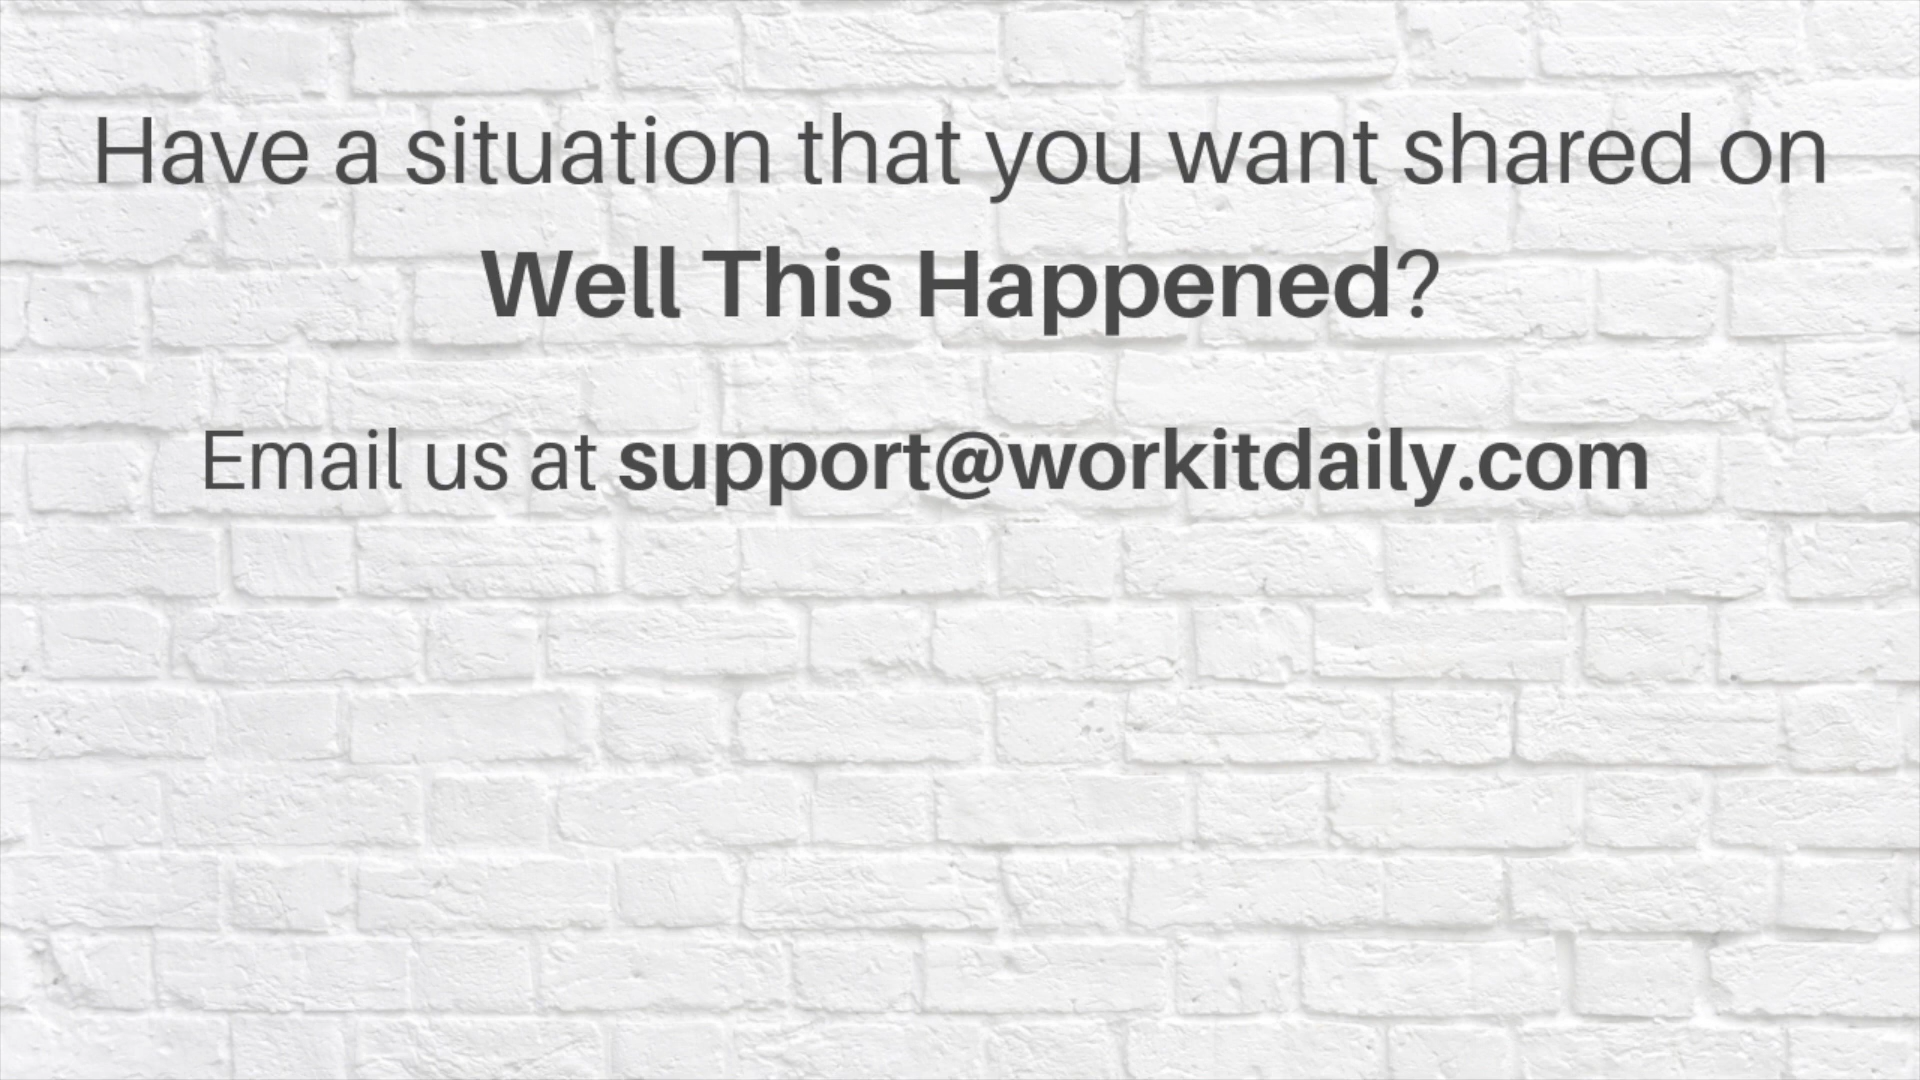 Have a situation that you want shared on
Well This Happened?
Email us at support@workitdaily.com